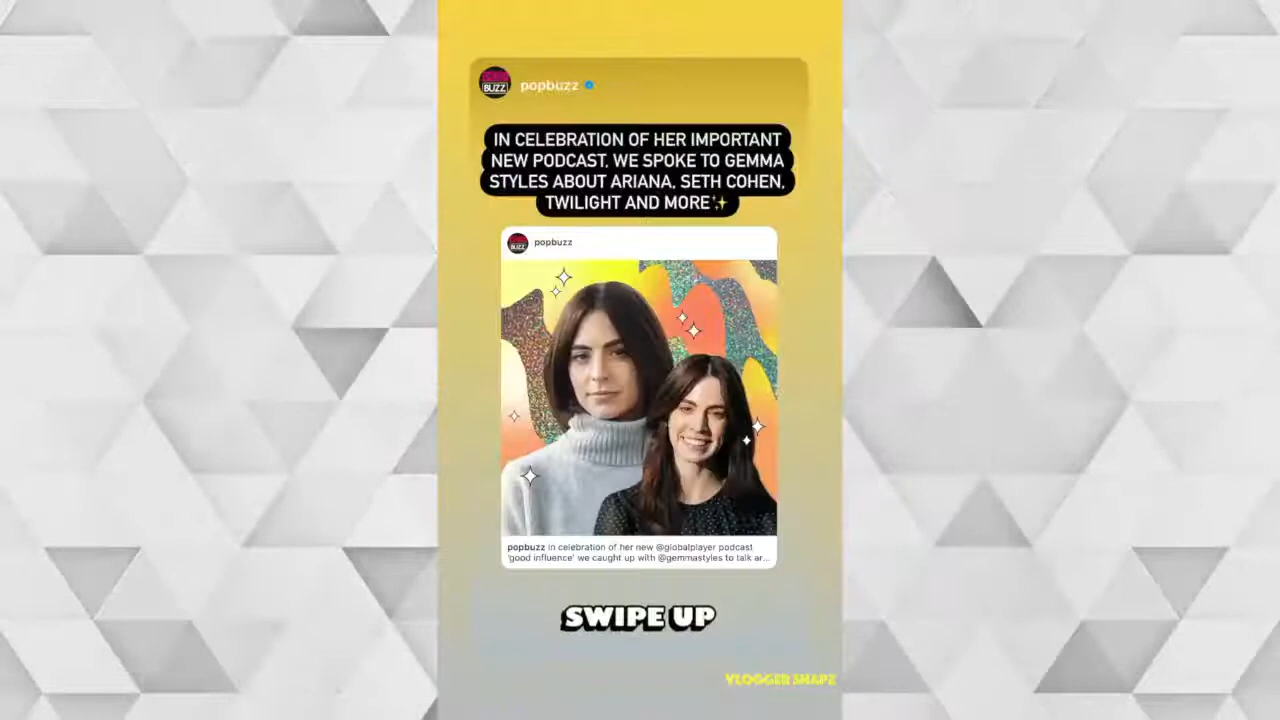 popbuzz
IN CELEBRATION OF HER IMPORTANT
NEW PODCAST, WE SPOKE TO GEMMA
STYLES ABOUT ARIANA, SETH COHEN,
TWILIGHT AND MORE✨
popbuzz
popbuzz in celebration of her new @globalplayer podcast
'good influence' we caught up with @gemmastyles to talk ar...
SWIPE UP
VLOGGER SNAPZ